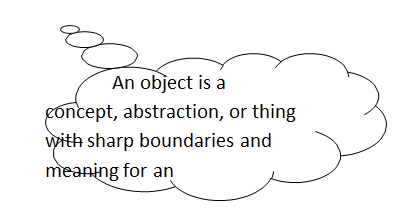 An object is a
concept, abstraction, or thing
with sharp boundaries and
meaning for an